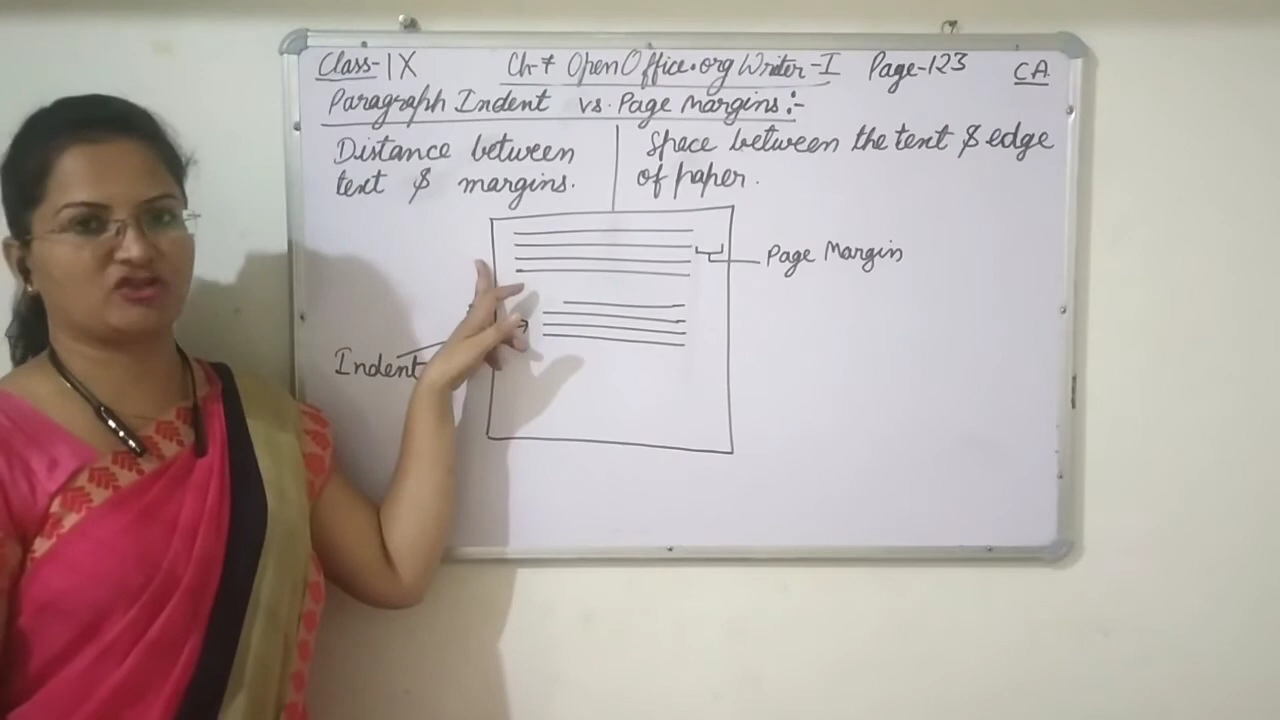 Class-IX Ch-7 OpenOffice.org Writer-I Page-123 CA
Paragraph Indent vs. Page Margins:-
Distance between
text & margins.
Space between the text & edge
of paper.
Page Margin
Indent